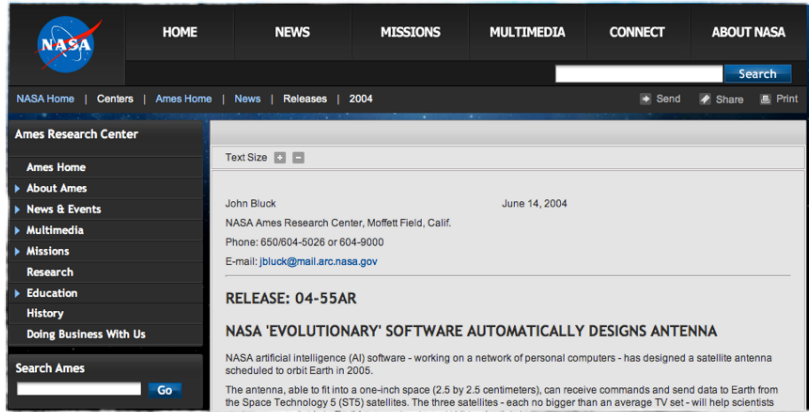 NASA
HOME NEWS MISSIONS MULTIMEDIA CONNECT ABOUT NASA
Search
NASA Home | Centers | Ames Home | News | Releases | 2004
Send Share Print
Ames Research Center
Ames Home
About Ames
News & Events
Multimedia
Missions
Research
Education
History
Doing Business With Us
Search Ames
Go
Text Size + -
John Bluck June 14, 2004
NASA Ames Research Center, Moffett Field, Calif.
Phone: 650/604-5026 or 604-9000
E-mail: jbluck@mail.arc.nasa.gov
RELEASE: 04-55AR
NASA 'EVOLUTIONARY' SOFTWARE AUTOMATICALLY DESIGNS ANTENNA
NASA artificial intelligence (AI) software - working on a network of personal computers - has designed a satellite antenna
scheduled to orbit Earth in 2005.
The antenna, able to fit into a one-inch space (2.5 by 2.5 centimeters), can receive commands and send data to Earth from
the Space Technology 5 (ST5) satellites. The three satellites - each no bigger than an average TV set - will help scientists